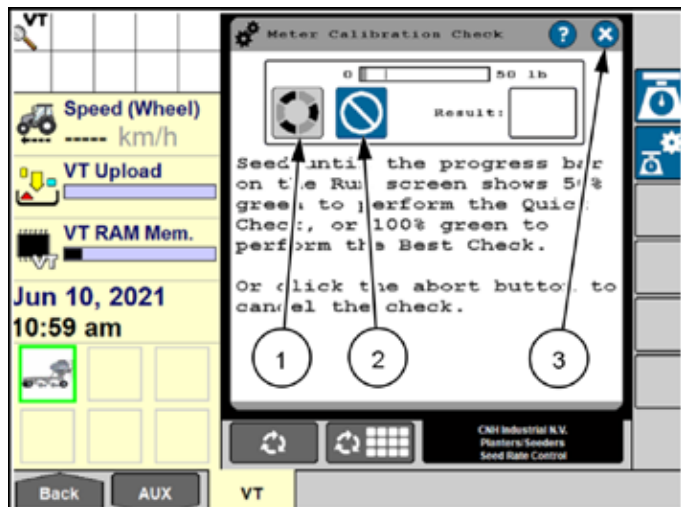 VT
Meter Calibration Check
?
0 50 lb
Result:
Speed (Wheel)
----- km/h
VT Upload
VT RAM Mem.
VT
Jun 10, 2021
10:59 am
Seed until the progress bar
on the Run screen shows 50%
green to perform the Quick
Check, or 100% green to
perform the Best Check.
Or click the abort button to
cancel the check.
1
2
3
CNH Industrial N.V.
Planters/Seeders
Seed Rate Control
Back
AUX
VT